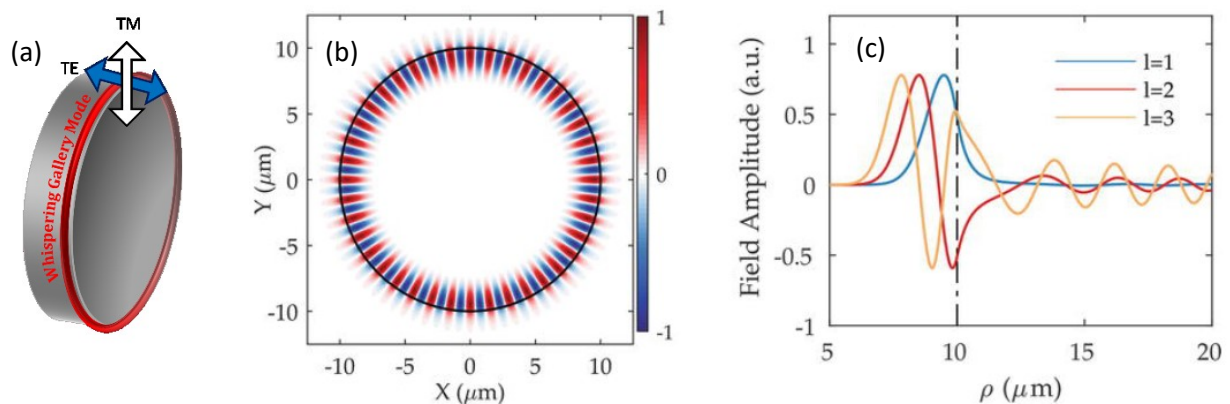 (a)
TM
TE
Whispering Gallery Mode
(b)
Y (μm)
10
5
0
-5
-10
-10 -5 0 5 10
X (μm)
1
0
-1
(c)
Field Amplitude (a.u.)
1
0.5
0
-0.5
-1
l=1
l=2
l=3
5 10 15 20
ρ (μm)